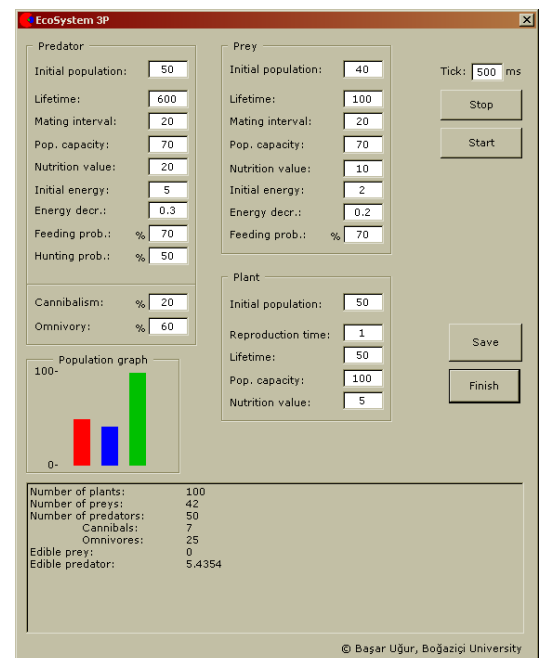 EcoSystem 3P
Predator
Initial population: 50
Lifetime: 600
Mating interval: 20
Pop. capacity: 70
Nutrition value: 20
Initial energy: 5
Energy decr.: 0.3
Feeding prob.: % 70
Hunting prob.: % 50
Cannibalism: % 20
Omnivory: % 60
Prey
Initial population: 40
Lifetime: 100
Mating interval: 20
Pop. capacity: 70
Nutrition value: 10
Initial energy: 2
Energy decr.: 0.2
Feeding prob.: % 70
Plant
Initial population: 50
Reproduction time: 1
Lifetime: 50
Pop. capacity: 100
Nutrition value: 5
Tick: 500 ms
Stop
Start
Save
Finish
Population graph
100-
0-
Number of plants: 100
Number of preys: 42
Number of predators: 50
Cannibals: 7
Omnivores: 25
Edible prey: 0
Edible predator: 5.4354
© Başar Uğur, Boğaziçi University